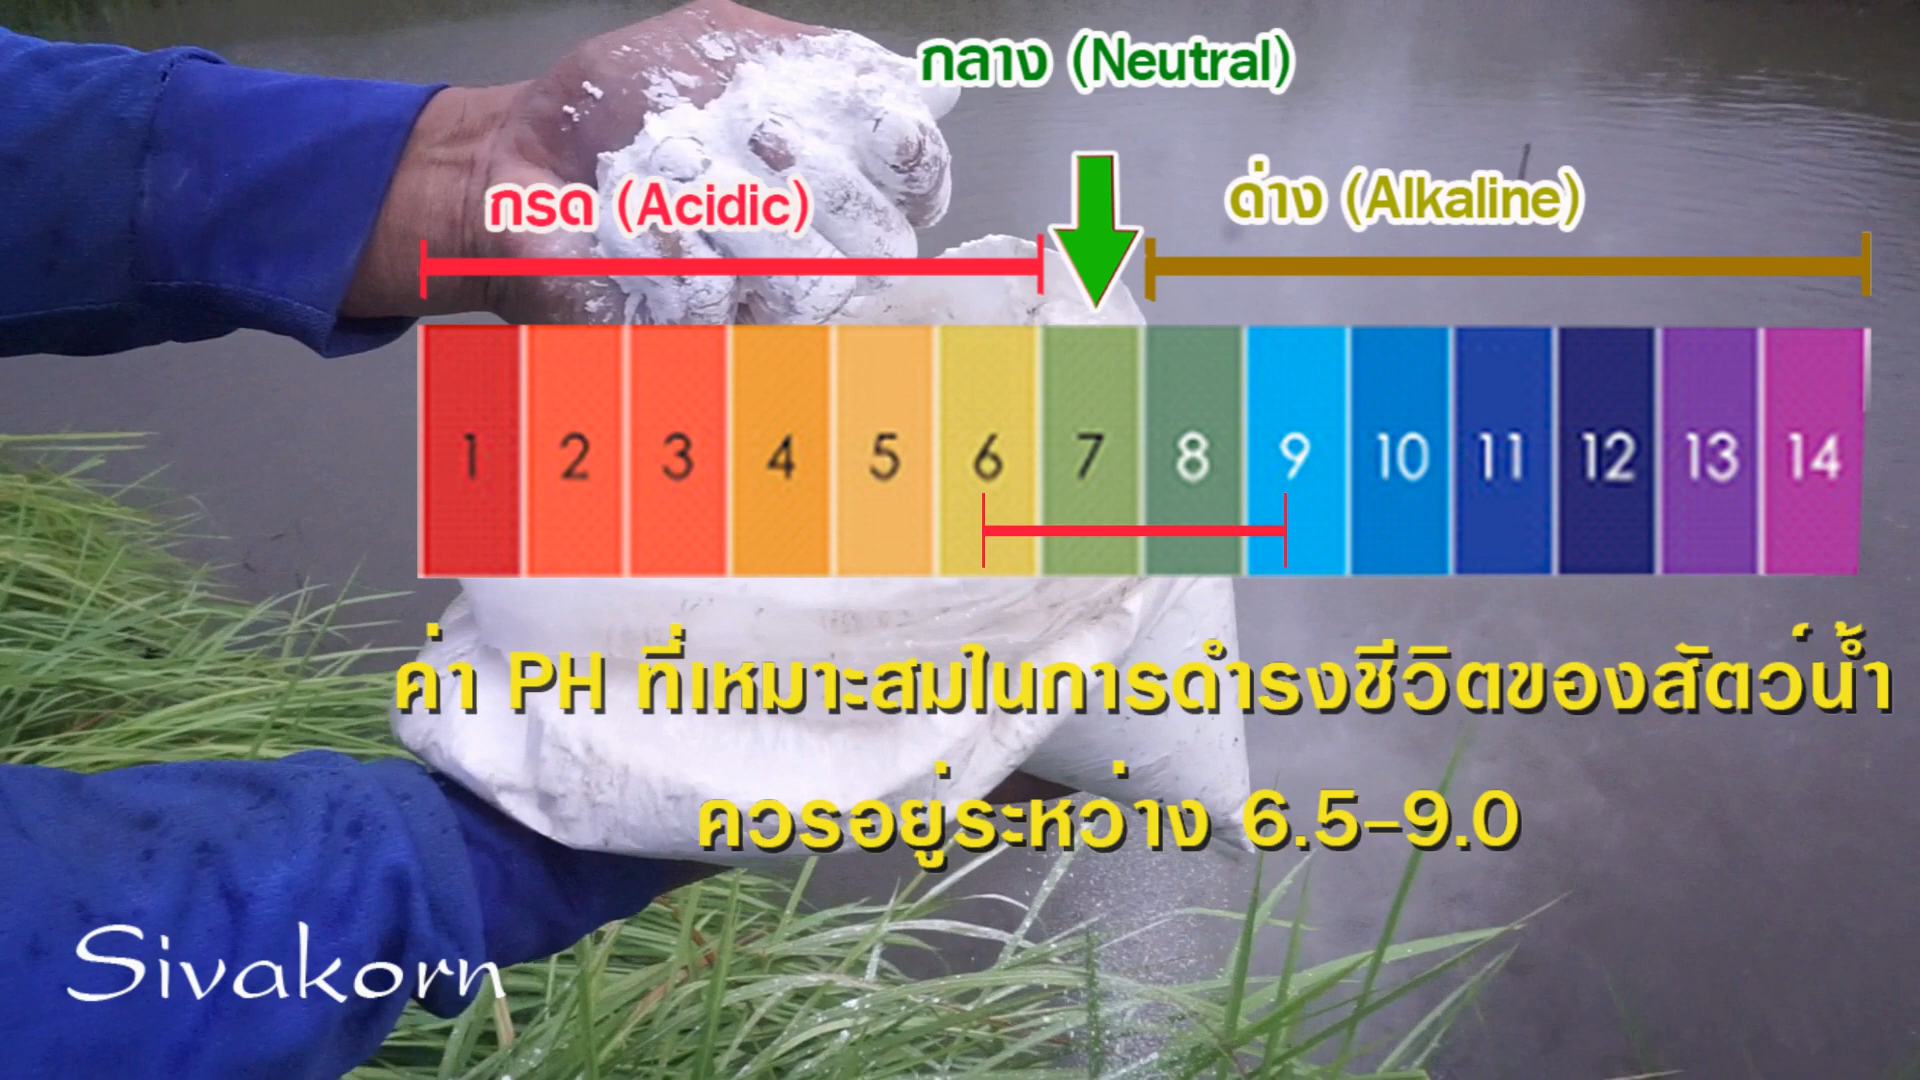 กลาง (Neutral)
กรด (Acidic)
ด่าง (Alkaline)
1 2 3 4 5 6 7 8 9 10 11 12 13 14
ค่า PH ที่เหมาะสมในการดำรงชีวิตของสัตว์น้ำ
ควรอยู่ระหว่าง 6.5-9.0
Sivakorn